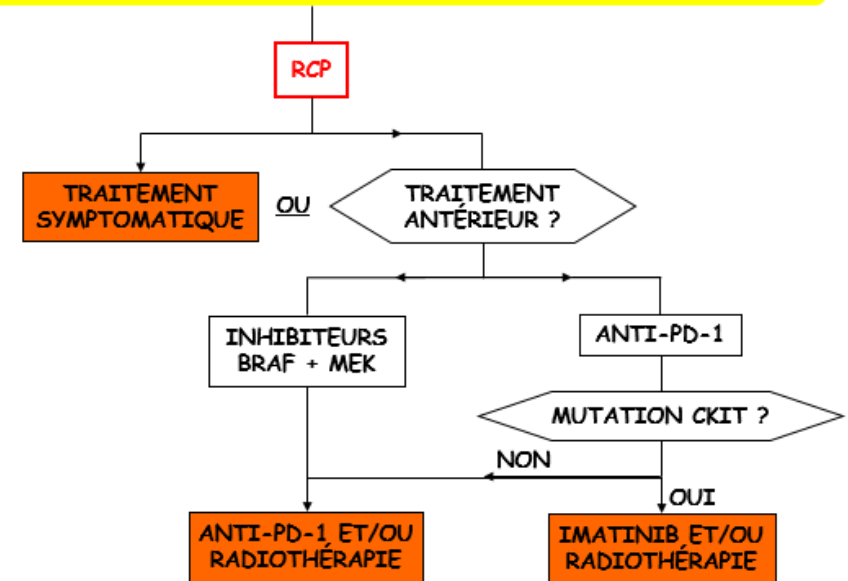 RCP
TRAITEMENT
SYMPTOMATIQUE
OU
TRAITEMENT
ANTÉRIEUR ?
INHIBITEURS
BRAF + MEK
ANTI-PD-1
MUTATION CKIT ?
NON
OUI
ANTI-PD-1 ET/OU
RADIOTHÉRAPIE
IMATINIB ET/OU
RADIOTHÉRAPIE